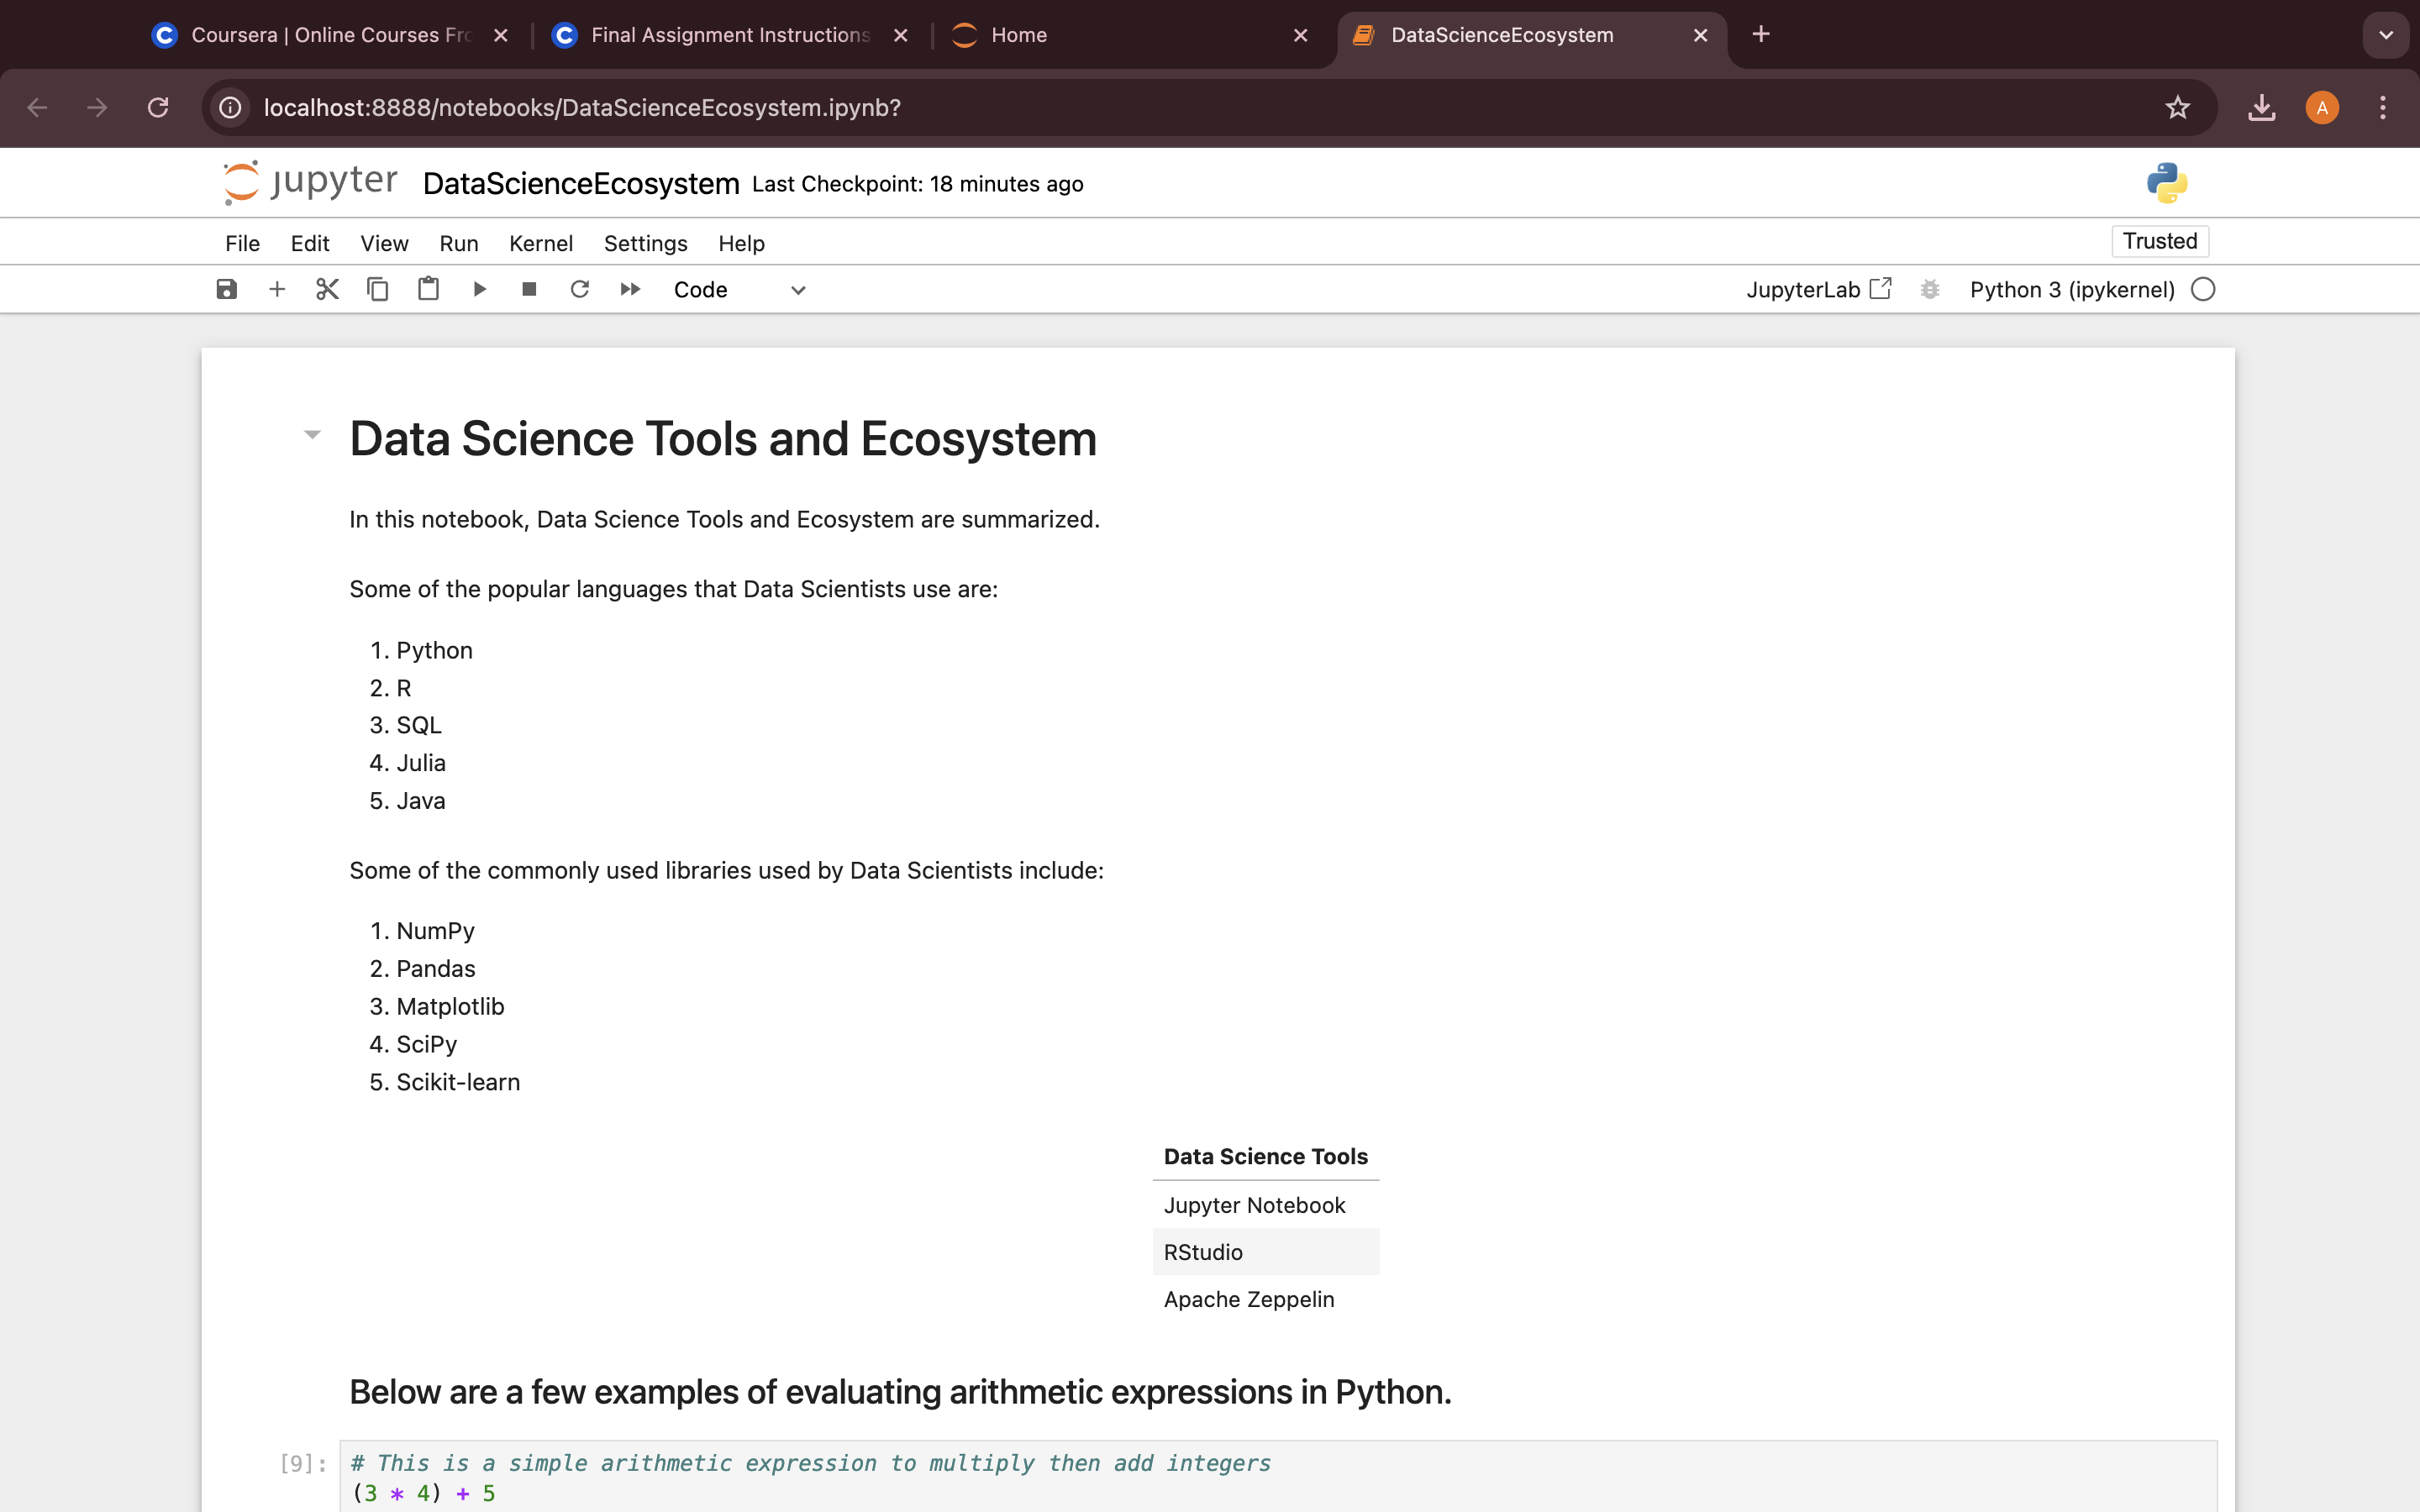 Coursera | Online Courses Fro
Final Assignment Instructions
Home
DataScienceEcosystem
localhost:8888/notebooks/DataScienceEcosystem.ipynb?
A
jupyter DataScienceEcosystem Last Checkpoint: 18 minutes ago
File Edit View Run Kernel Settings Help
Trusted
Code
JupyterLab
Python 3 (ipykernel)
Data Science Tools and Ecosystem
In this notebook, Data Science Tools and Ecosystem are summarized.
Some of the popular languages that Data Scientists use are:
1. Python
2. R
3. SQL
4. Julia
5. Java
Some of the commonly used libraries used by Data Scientists include:
1. NumPy
2. Pandas
3. Matplotlib
4. SciPy
5. Scikit-learn
Data Science Tools
Jupyter Notebook
RStudio
Apache Zeppelin
Below are a few examples of evaluating arithmetic expressions in Python.
[9]: # This is a simple arithmetic expression to multiply then add integers
(3 * 4) + 5